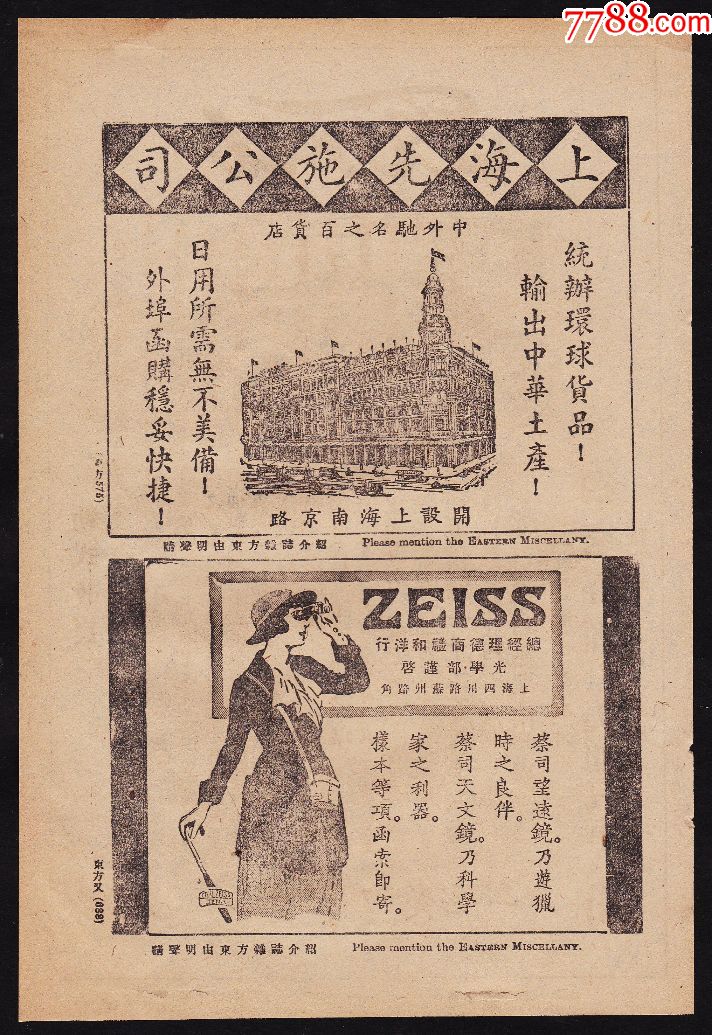 7788.com
上海先施公司
中外馳名之百貨店
統辦環球貨品！
輸出中華土產！
日用所需無不美備！
外埠函購穩妥快捷！
開設上海南京路
請聲明由東方雜誌介紹
Please mention the EASTERN MISCELLANY.
ZEISS
總經理德商禮和洋行
光學部謹啓
上海四川路蘇州路角
蔡司望遠鏡。乃遊獵
時之良伴。
蔡司天文鏡。乃科學
家之利器。
樣本等項。函索即寄。
東方又(088)
請聲明由東方雜誌介紹
Please mention the EASTERN MISCELLANY.